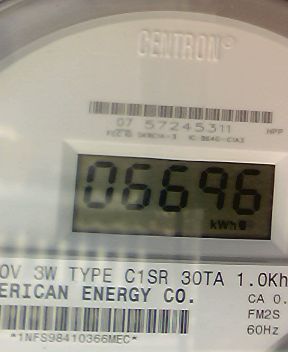 CENTRON®
07 57245311
HPP
06696
kWh
0V 3W TYPE C1SR 30TA 1.0Kh
ERICAN ENERGY CO.
CA 0.
FM2S
60Hz
*1NFS98410366MEC*